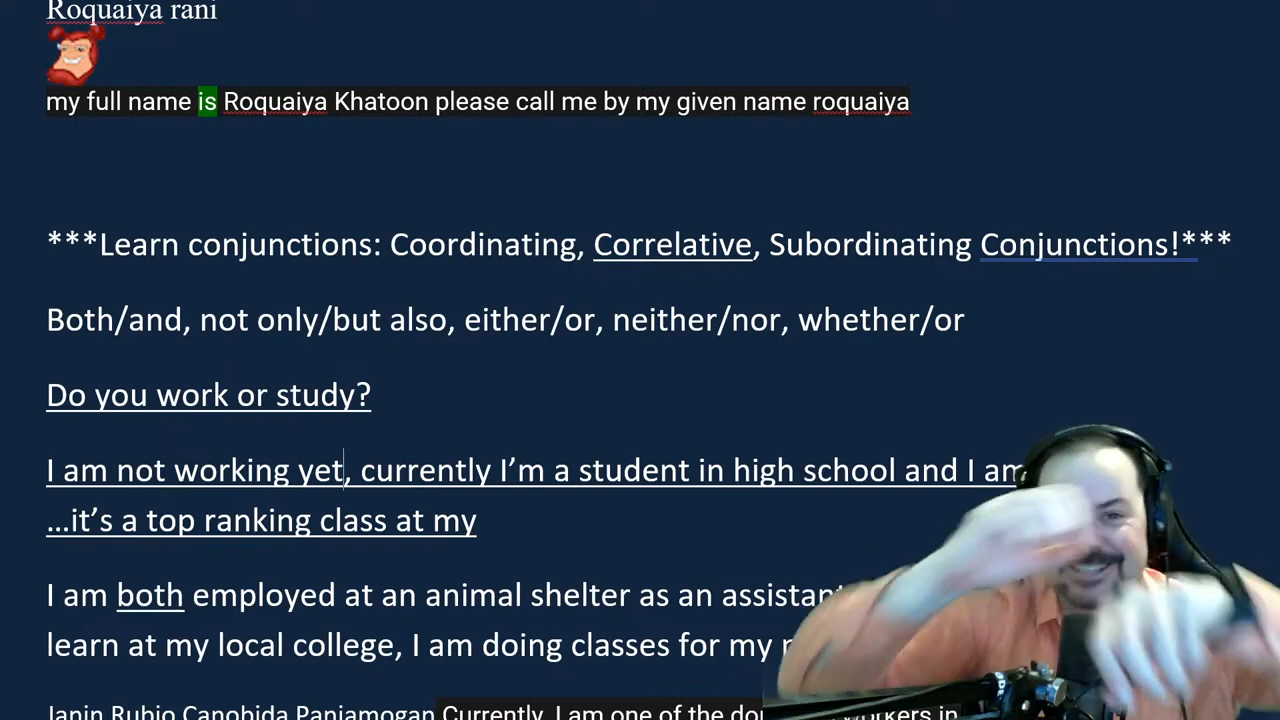 Roquaiya rani
my full name is Roquaiya Khatoon please call me by my given name roquaiya
***Learn conjunctions: Coordinating, Correlative, Subordinating Conjunctions!***
Both/and, not only/but also, either/or, neither/nor, whether/or
Do you work or study?
I am not working yet, currently I’m a student in high school and I am
…it’s a top ranking class at my
I am both employed at an animal shelter as an assistant
learn at my local college, I am doing classes for my
Janin Rubio Canobida Panjamogan Currently, I am one of the workers in